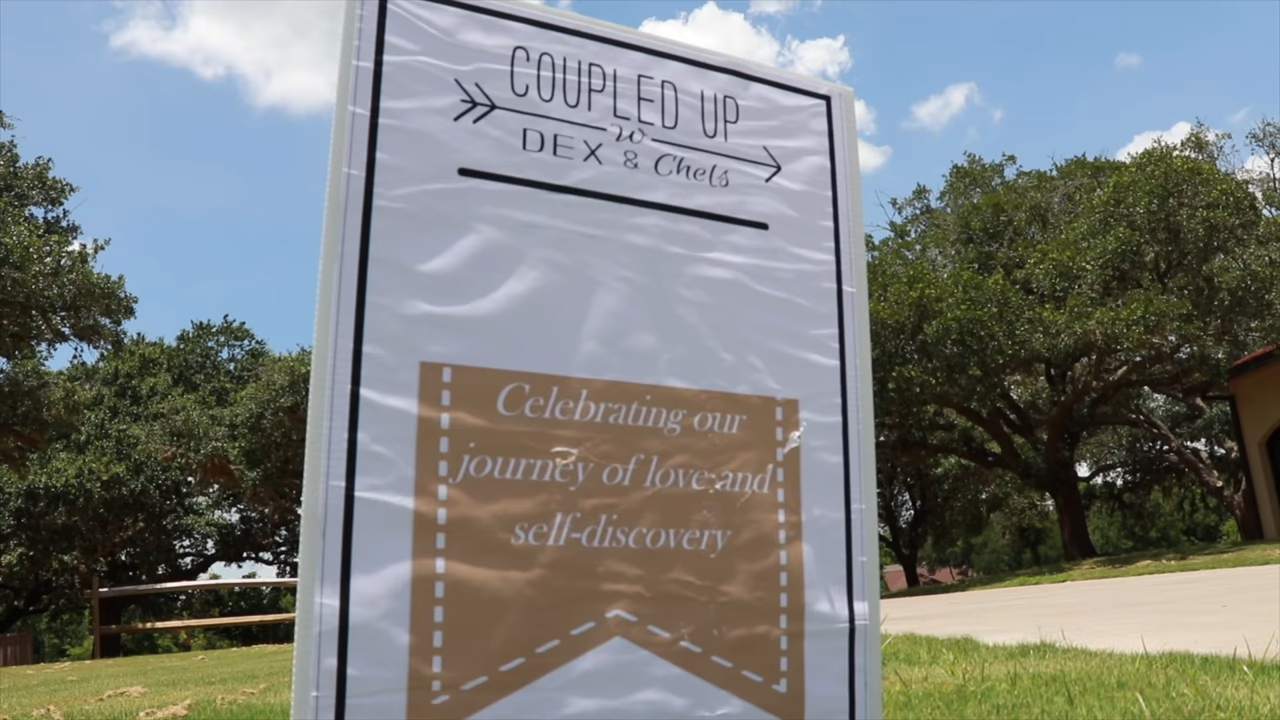 COUPLED UP
w
DEX & Chels
Celebrating our
journey of love and
self-discovery